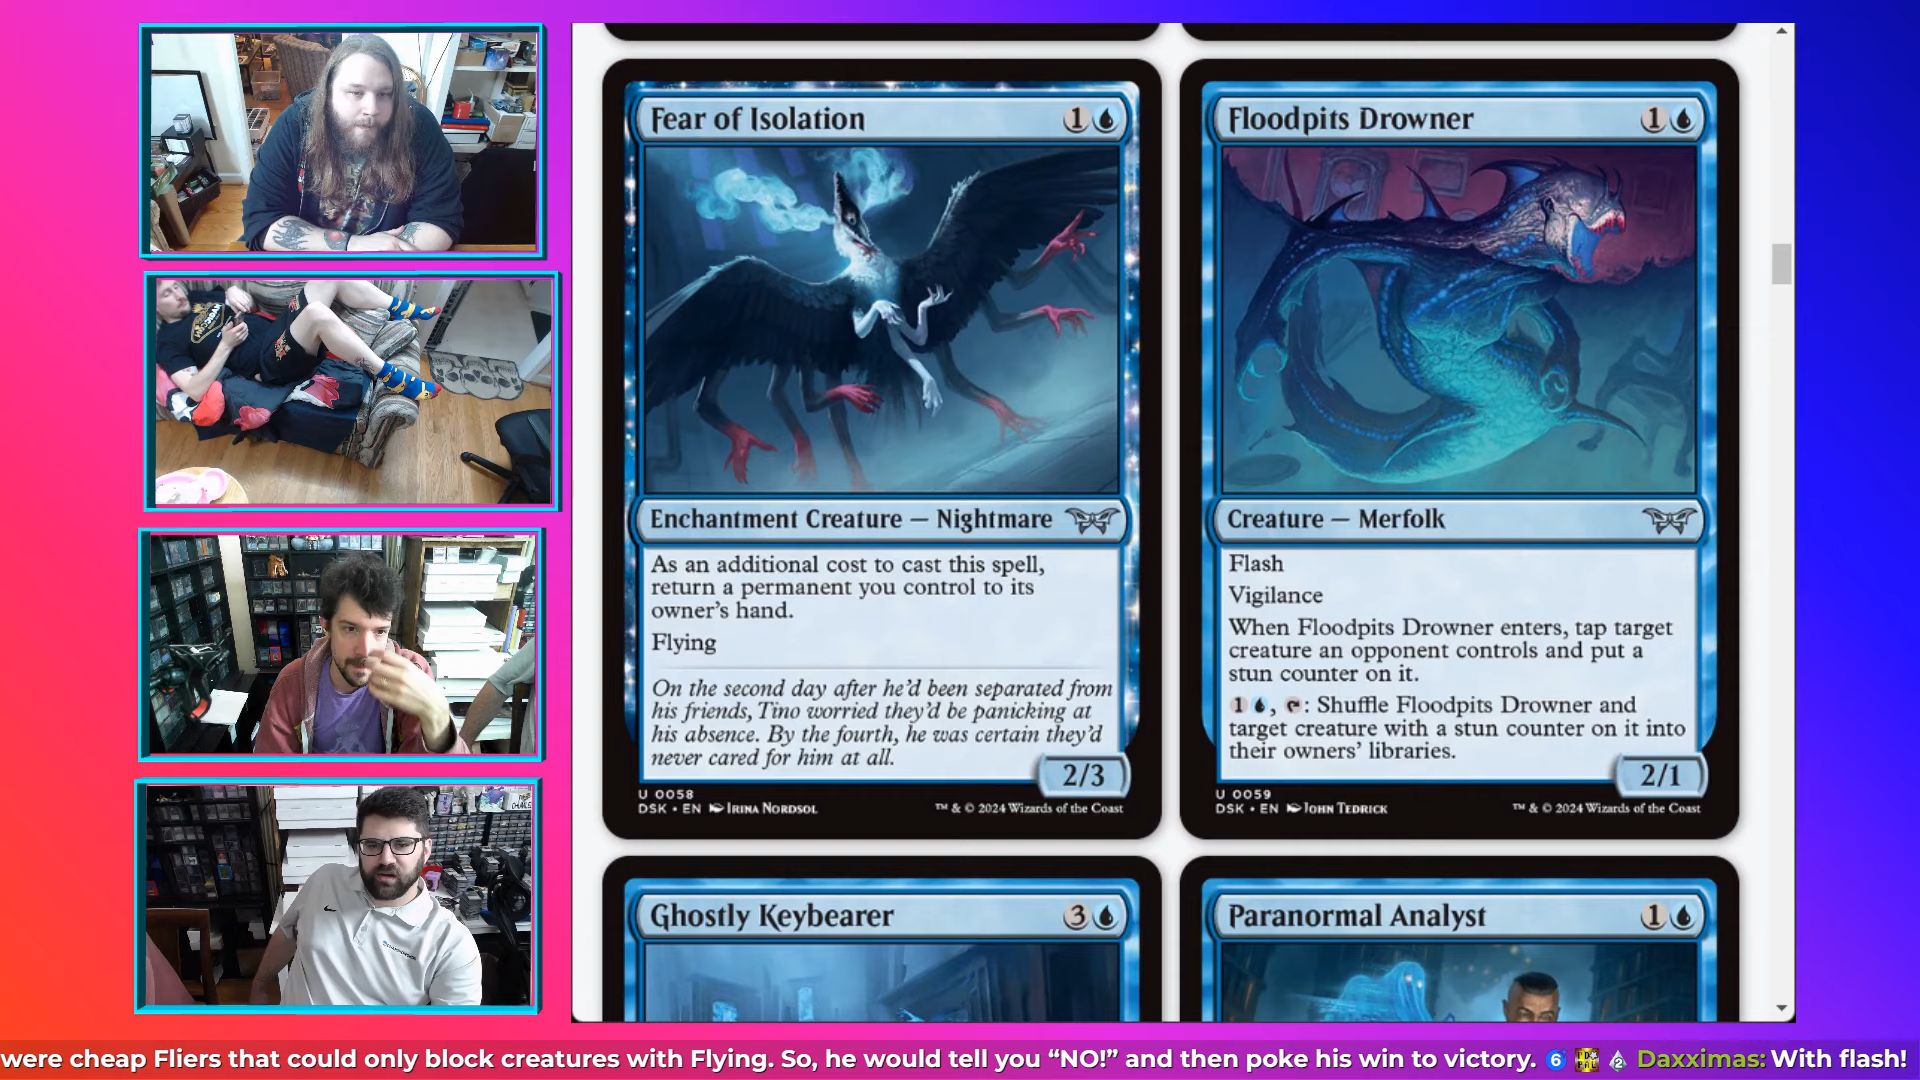 Fear of Isolation 1
Enchantment Creature — Nightmare
As an additional cost to cast this spell,
return a permanent you control to its
owner's hand.
Flying
On the second day after he'd been separated from
his friends, Tino worried they'd be panicking at
his absence. By the fourth, he was certain they'd
never cared for him at all.
2/3
U 0058
DSK • EN Irina Nordsol ™ & © 2024 Wizards of the Coast
Floodpits Drowner 1
Creature — Merfolk
Flash
Vigilance
When Floodpits Drowner enters, tap target
creature an opponent controls and put a
stun counter on it.
1, : Shuffle Floodpits Drowner and
target creature with a stun counter on it into
their owners' libraries.
2/1
U 0059
DSK • EN John Tedrick ™ & © 2024 Wizards of the Coast
Ghostly Keybearer 3
Paranormal Analyst 1
were cheap Fliers that could only block creatures with Flying. So, he would tell you “NO!” and then poke his win to victory. 6 2 Daxximas: With flash!